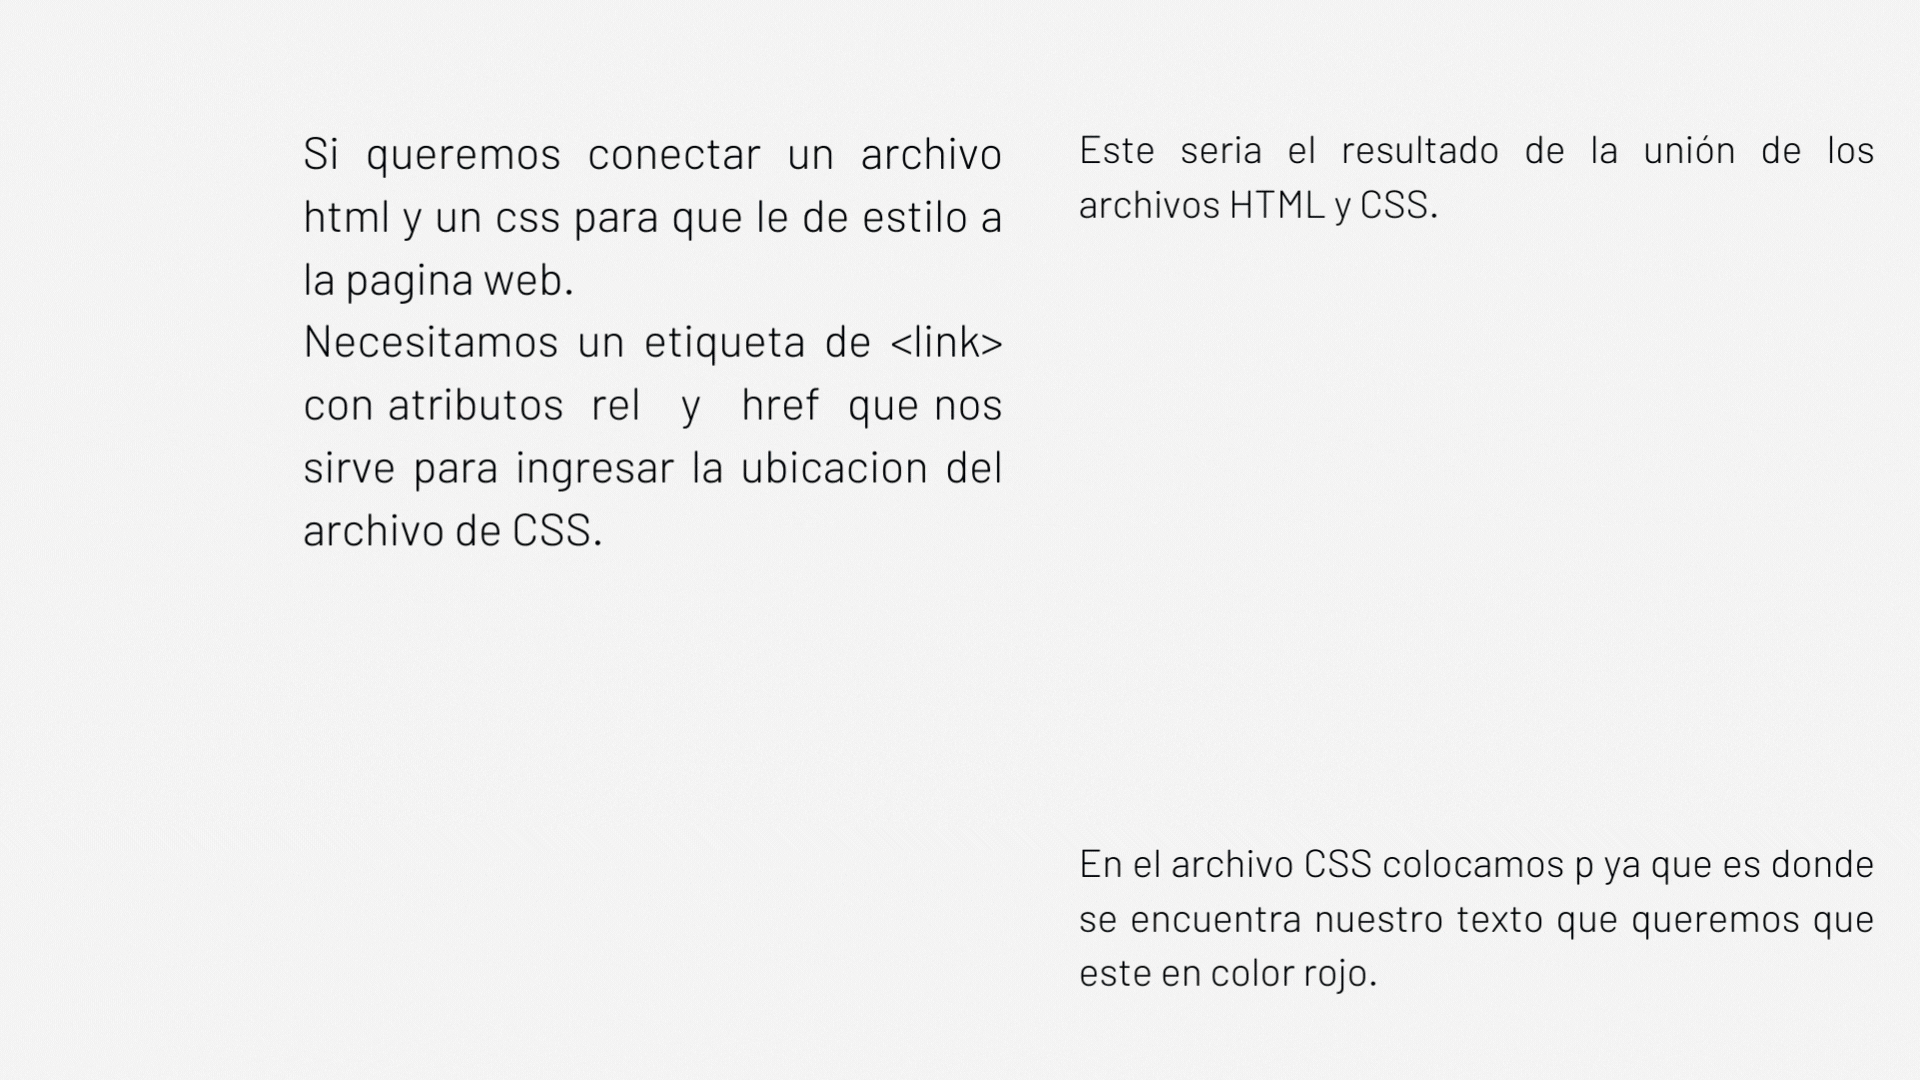 Si queremos conectar un archivo
html y un css para que le de estilo a
la pagina web.
Necesitamos un etiqueta de <link>
con atributos rel y href que nos
sirve para ingresar la ubicacion del
archivo de CSS.
Este seria el resultado de la unión de los
archivos HTML y CSS.
En el archivo CSS colocamos p ya que es donde
se encuentra nuestro texto que queremos que
este en color rojo.